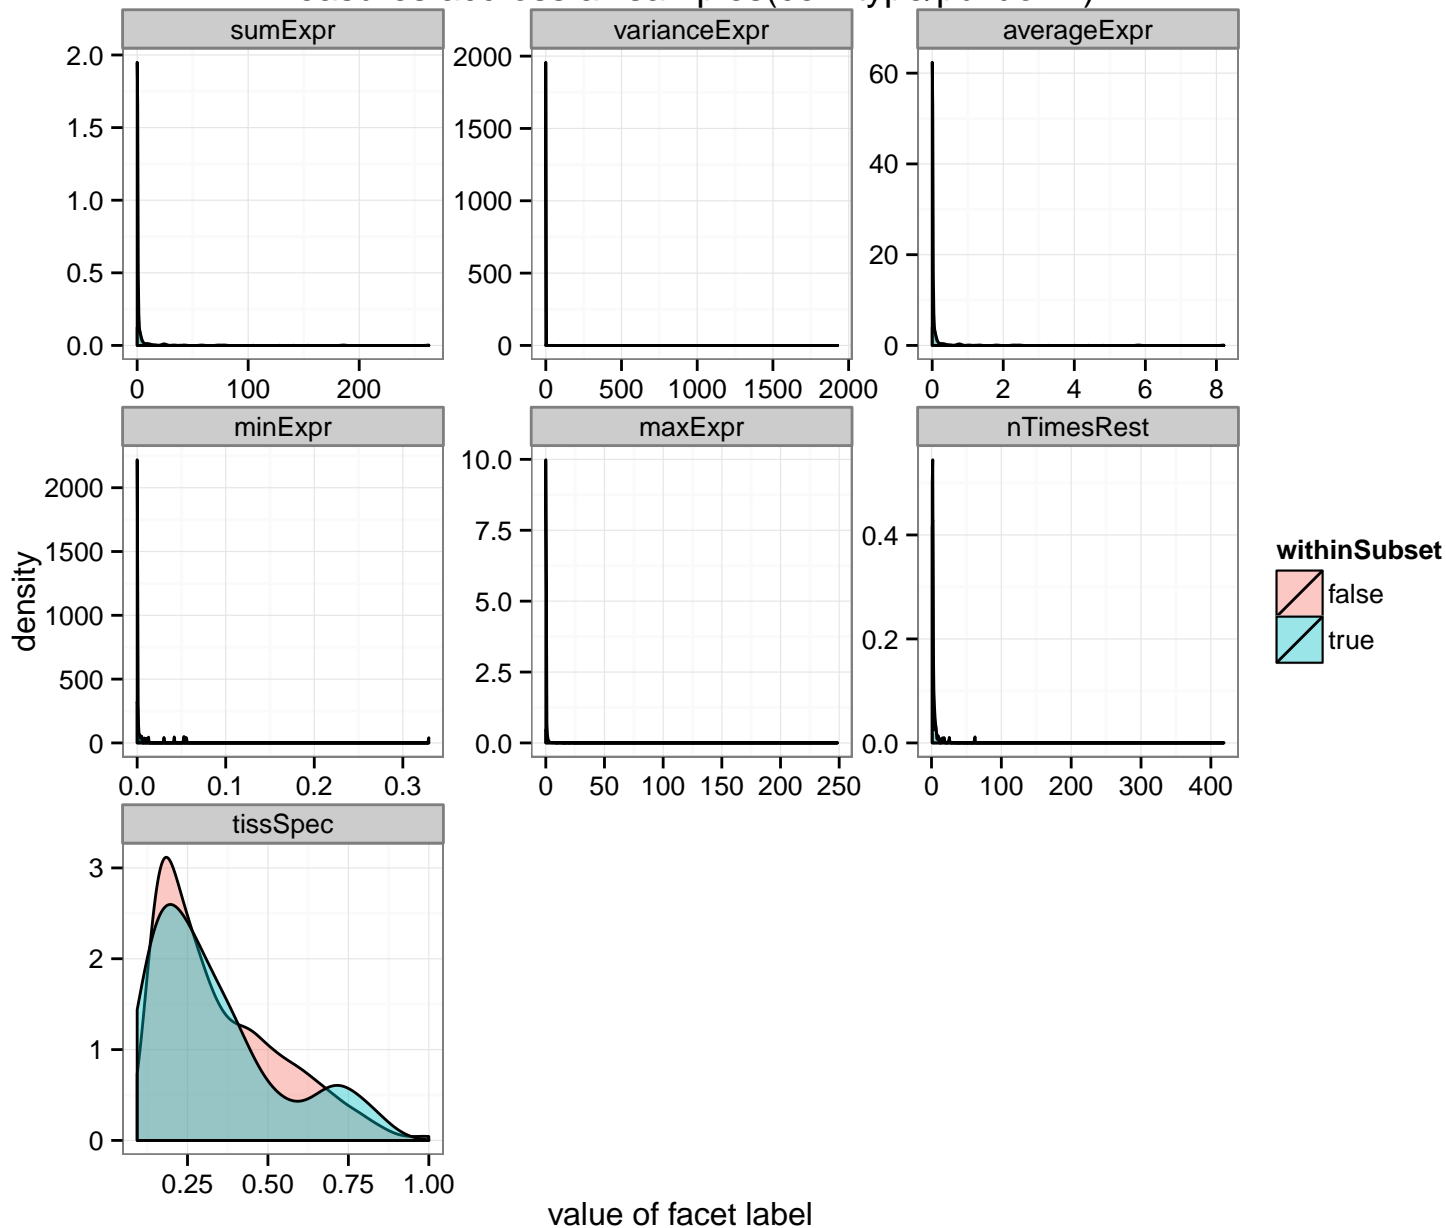 sumExpr varianceExpr averageExpr
2.0 2000 60
1.5 1500 40
1.0 1000 20
0.5 500
0.0 0 0
0 100 200 0 500 1000 1500 2000 0 2 4 6 8
minExpr maxExpr nTimesRest
2000 10.0 0.4
1500 7.5
1000 5.0 0.2
500 2.5
0 0.0 0.0
0.0 0.1 0.2 0.3 0 50 100 150 200 250 0 100 200 300 400
density
withinSubset
false
true
tissSpec
3
2
1
0
0.25 0.50 0.75 1.00
value of facet label